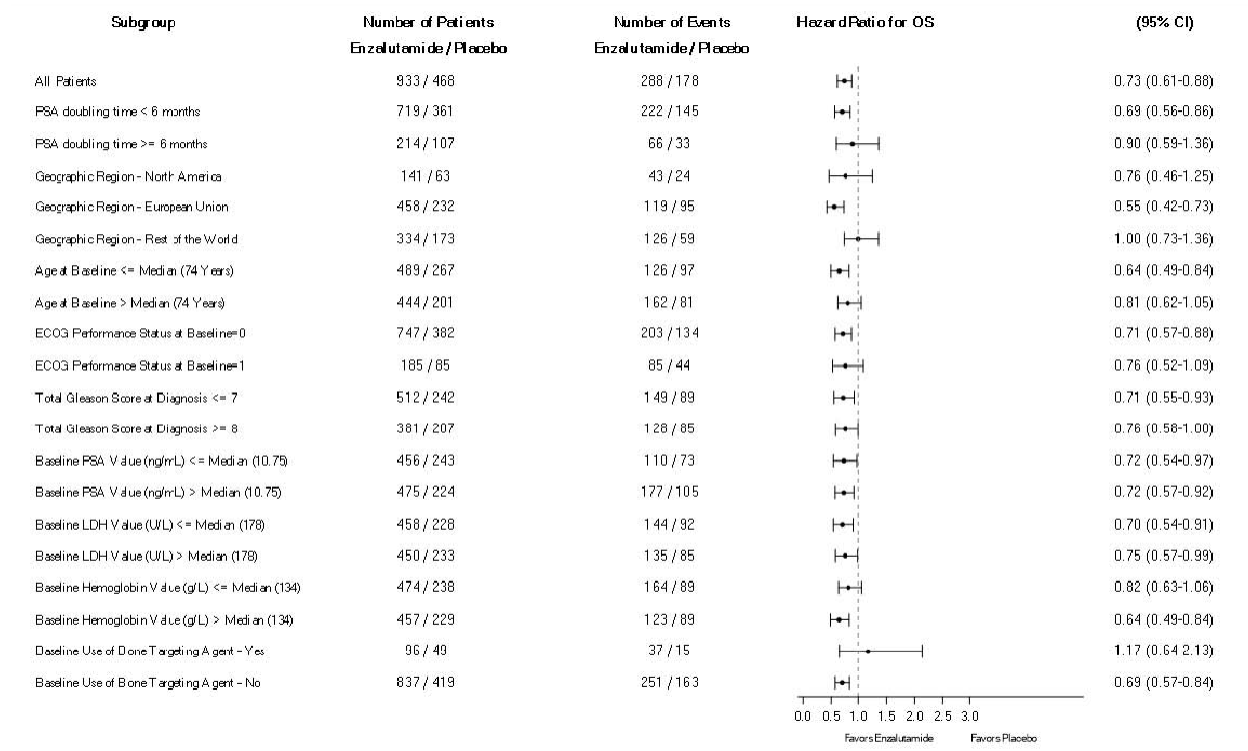 Subgroup Number of Patients Number of Events Hazard Ratio for OS (95% CI)
Enzalutamide / Placebo Enzalutamide / Placebo
All Patients 933 / 468 288 / 178 0.73 (0.61-0.88)
PSA doubling time < 6 months 719 / 361 222 / 145 0.69 (0.56-0.86)
PSA doubling time >= 6 months 214 / 107 66 / 33 0.90 (0.59-1.36)
Geographic Region - North America 141 / 63 43 / 24 0.76 (0.46-1.25)
Geographic Region - European Union 458 / 232 119 / 95 0.55 (0.42-0.73)
Geographic Region - Rest of the World 334 / 173 126 / 59 1.00 (0.73-1.36)
Age at Baseline <= Median (74 Years) 489 / 267 126 / 97 0.64 (0.49-0.84)
Age at Baseline > Median (74 Years) 444 / 201 162 / 81 0.81 (0.62-1.05)
ECOG Performance Status at Baseline=0 747 / 382 203 / 134 0.71 (0.57-0.88)
ECOG Performance Status at Baseline=1 185 / 85 85 / 44 0.76 (0.52-1.09)
Total Gleason Score at Diagnosis <= 7 512 / 242 149 / 89 0.71 (0.55-0.93)
Total Gleason Score at Diagnosis >= 8 381 / 207 128 / 85 0.76 (0.58-1.00)
Baseline PSA Value (ng/mL) <= Median (10.75) 456 / 243 110 / 73 0.72 (0.54-0.97)
Baseline PSA Value (ng/mL) > Median (10.75) 475 / 224 177 / 105 0.72 (0.57-0.92)
Baseline LDH Value (U/L) <= Median (178) 458 / 228 144 / 92 0.70 (0.54-0.91)
Baseline LDH Value (U/L) > Median (178) 450 / 233 135 / 85 0.75 (0.57-0.99)
Baseline Hemoglobin Value (g/L) <= Median (134) 474 / 238 164 / 89 0.82 (0.63-1.06)
Baseline Hemoglobin Value (g/L) > Median (134) 457 / 229 123 / 89 0.64 (0.49-0.84)
Baseline Use of Bone Targeting Agent - Yes 96 / 49 37 / 15 1.17 (0.64 2.13)
Baseline Use of Bone Targeting Agent - No 837 / 419 251 / 163 0.69 (0.57-0.84)
0.0 0.5 1.0 1.5 2.0 2.5 3.0
Favors Enzalutamide Favors Placebo